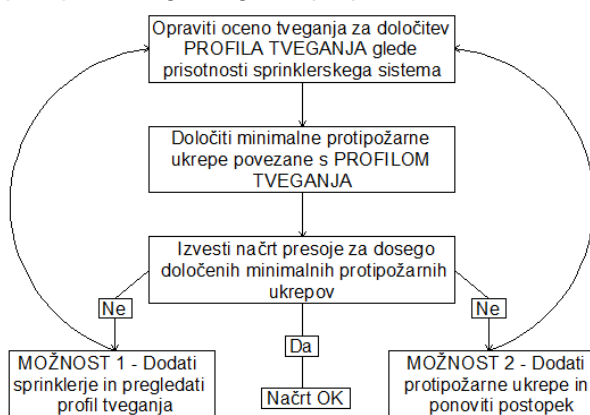 Opraviti oceno tveganja za določitev
PROFILA TVEGANJA glede
prisotnosti sprinklerskega sistema
Določiti minimalne protipožarne
ukrepe povezane s PROFILOM
TVEGANJA
Izvesti načrt presoje za dosego
določenih minimalnih protipožarnih
ukrepov
Ne
Da
Ne
MOŽNOST 1 - Dodati
sprinklerje in pregledati
profil tveganja
Načrt OK
MOŽNOST 2 - Dodati
protipožarne ukrepe in
ponoviti postopek